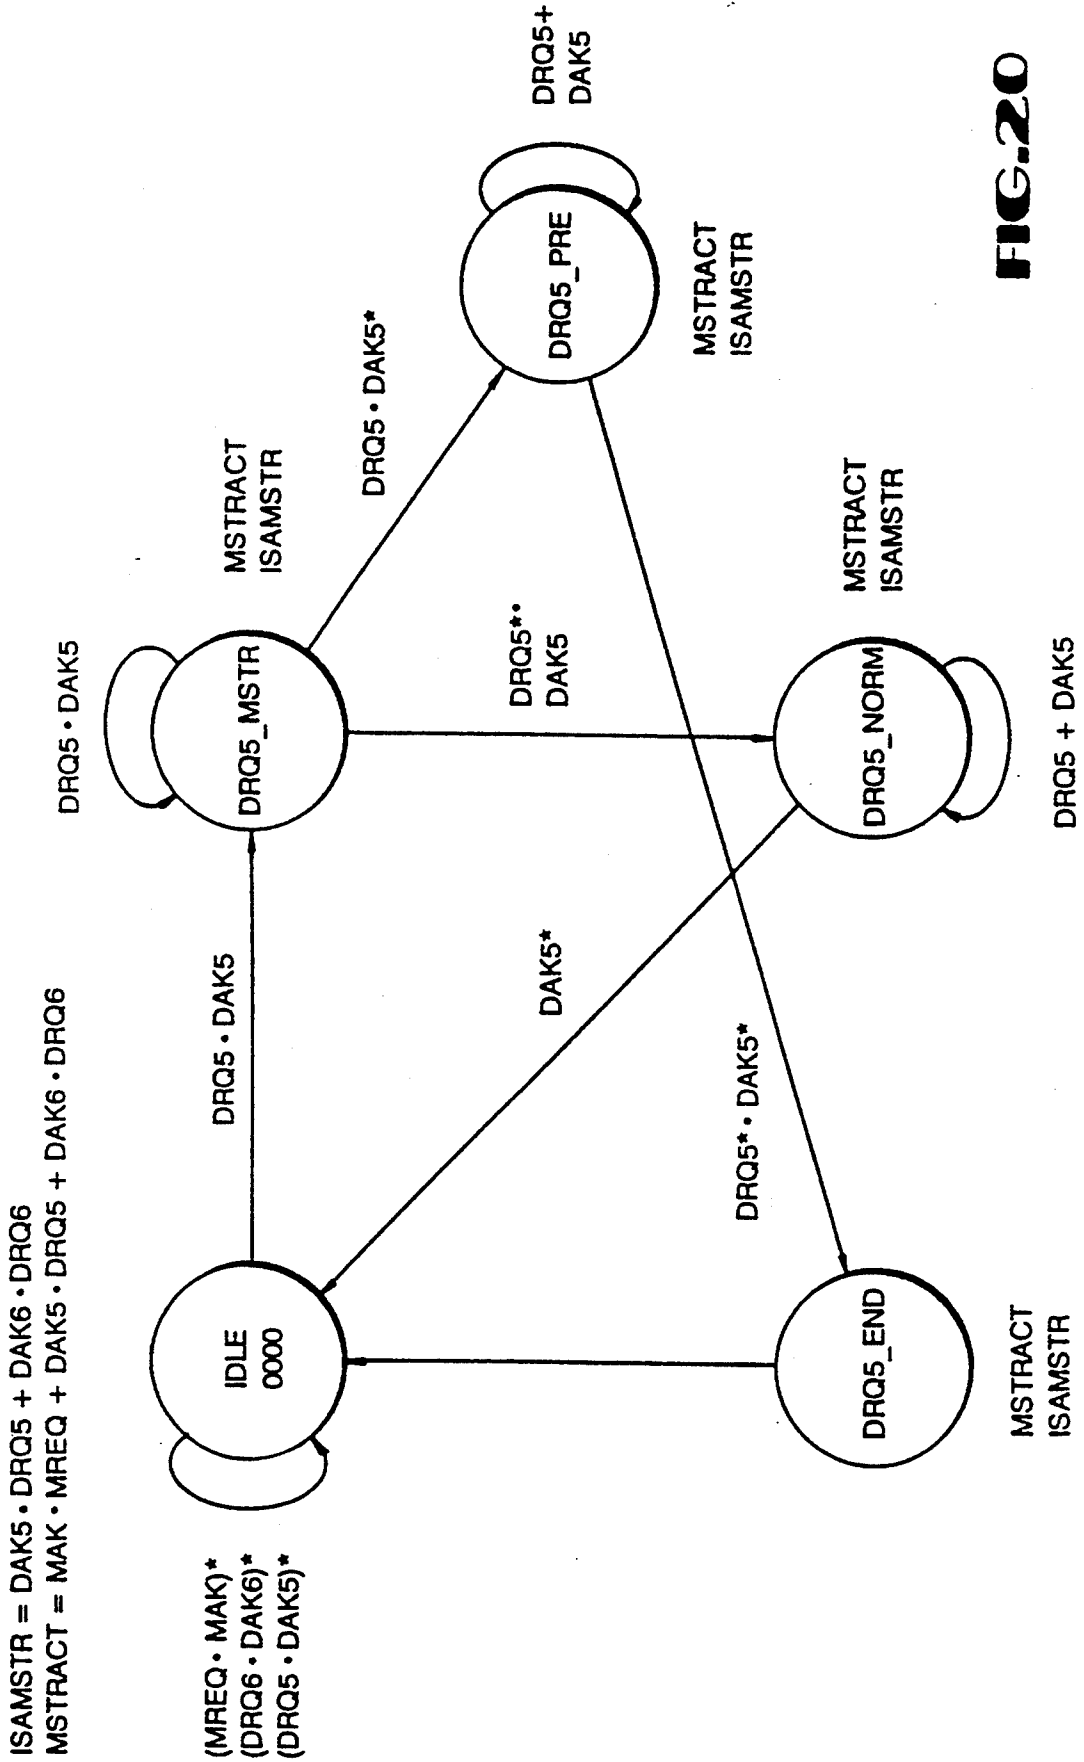 ISAMSTR = DAK5 • DRQ5 + DAK6 • DRQ6
MSTRACT = MAK • MREQ + DAK5 • DRQ5 + DAK6 • DRQ6
(MREQ • MAK)*
(DRQ6 • DAK6)*
(DRQ5 • DAK5)*
IDLE
0000
DRQ5 • DAK5
DRQ5 • DAK5
DRQ5_MSTR
MSTRACT
ISAMSTR
DRQ5 • DAK5*
DRQ5+
DAK5
DRQ5_PRE
MSTRACT
ISAMSTR
DRQ5*•
DAK5
DAK5*
DRQ5* • DAK5*
DRQ5_END
MSTRACT
ISAMSTR
DRQ5_NORM
MSTRACT
ISAMSTR
DRQ5 + DAK5
FIG.20